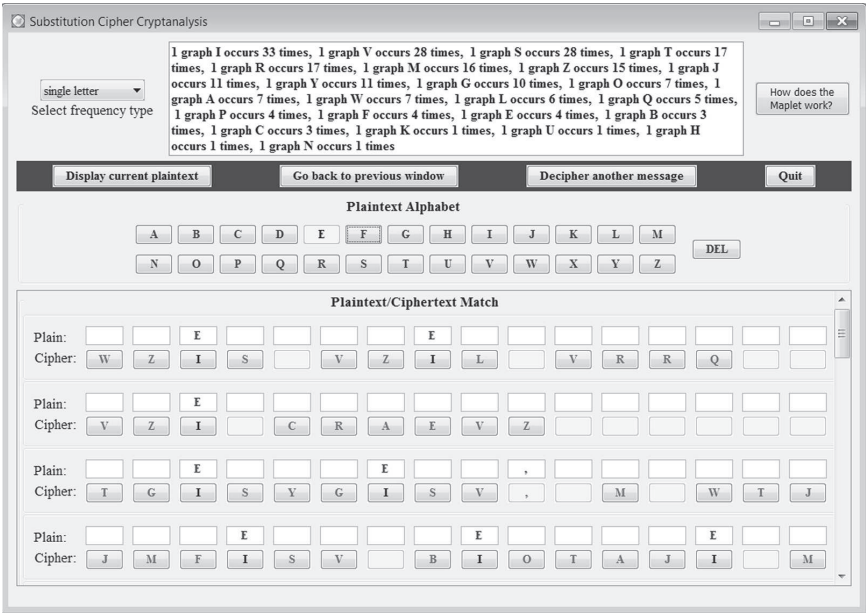 Substitution Cipher Cryptanalysis
single letter
Select frequency type
1 graph I occurs 33 times, 1 graph V occurs 28 times, 1 graph S occurs 28 times, 1 graph T occurs 17
times, 1 graph R occurs 17 times, 1 graph M occurs 16 times, 1 graph Z occurs 15 times, 1 graph J
occurs 11 times, 1 graph Y occurs 11 times, 1 graph G occurs 10 times, 1 graph O occurs 7 times, 1
graph A occurs 7 times, 1 graph W occurs 7 times, 1 graph L occurs 6 times, 1 graph Q occurs 5 times,
1 graph P occurs 4 times, 1 graph F occurs 4 times, 1 graph E occurs 4 times, 1 graph B occurs 3
times, 1 graph C occurs 3 times, 1 graph K occurs 1 times, 1 graph U occurs 1 times, 1 graph H
occurs 1 times, 1 graph N occurs 1 times
How does the
Maplet work?
Display current plaintext Go back to previous window Decipher another message Quit
Plaintext Alphabet
A B C D E F G H I J K L M
N O P Q R S T U V W X Y Z
DEL
Plaintext/Ciphertext Match
Plain: E E
Cipher: W Z I S V Z I L V R R Q
Plain: E
Cipher: V Z I C R A E V Z
Plain: E E ,
Cipher: T G I S Y G I S V , M W T J
Plain: E E E
Cipher: J M F I S V B I O T A J I M